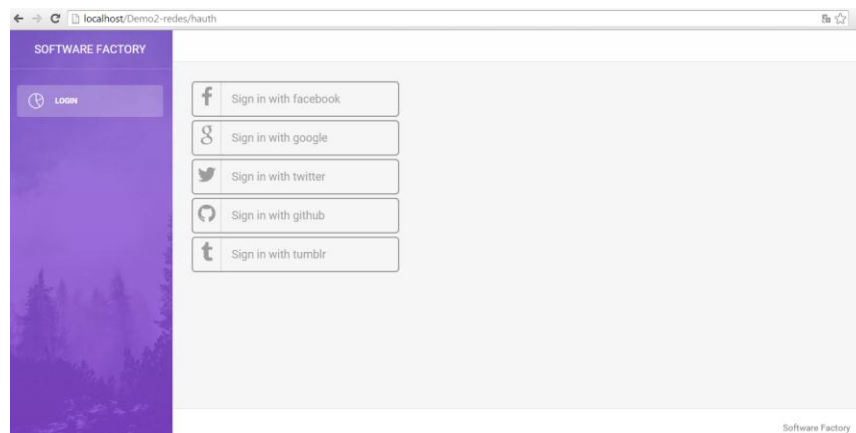 localhost/Demo2-redes/hauth
SOFTWARE FACTORY
LOGIN
Sign in with facebook
Sign in with google
Sign in with twitter
Sign in with github
Sign in with tumblr
Software Factory